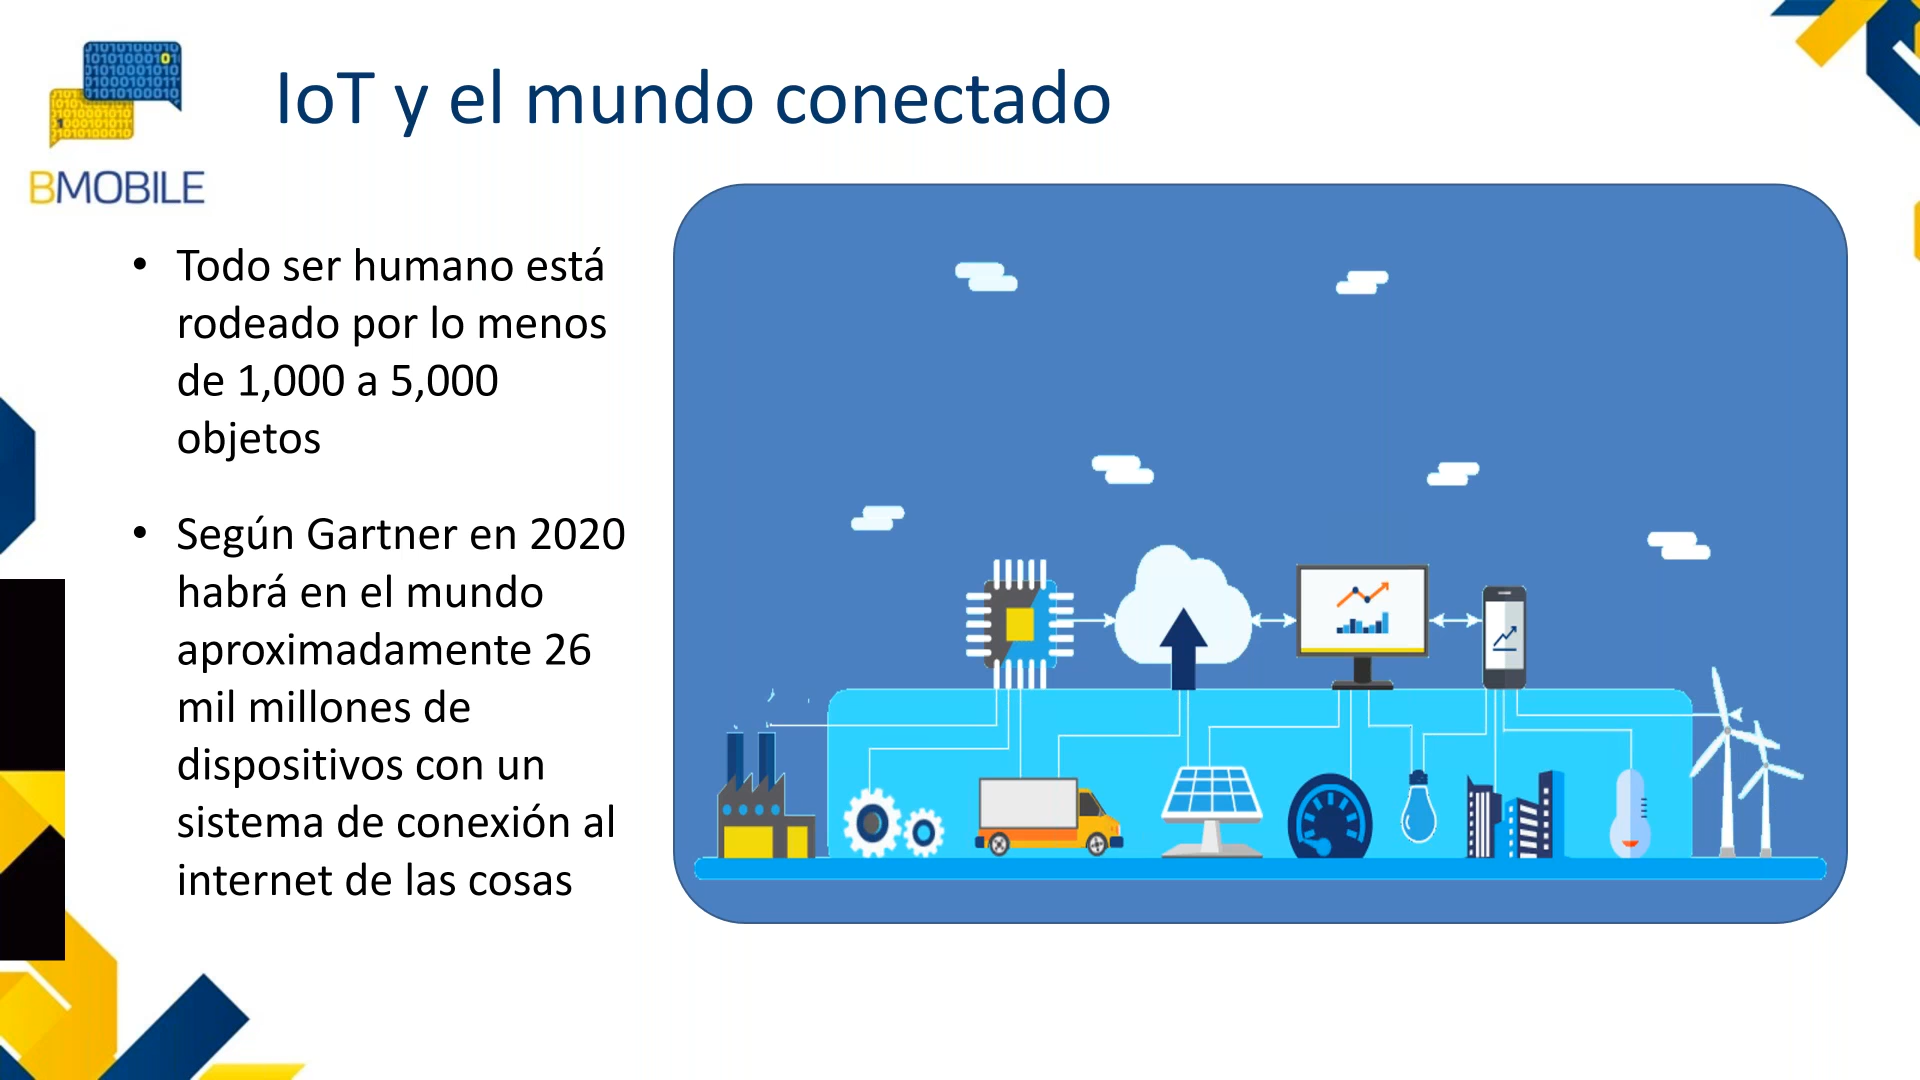 IoT y el mundo conectado
BMOBILE
• Todo ser humano está
rodeado por lo menos
de 1,000 a 5,000
objetos
• Según Gartner en 2020
habrá en el mundo
aproximadamente 26
mil millones de
dispositivos con un
sistema de conexión al
internet de las cosas